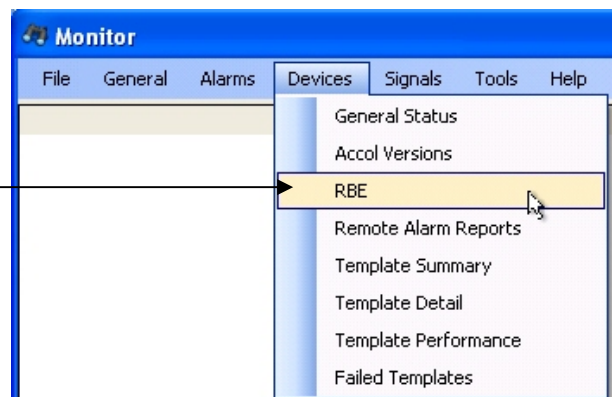 Monitor
File General Alarms Devices Signals Tools Help
General Status
Accol Versions
RBE
Remote Alarm Reports
Template Summary
Template Detail
Template Performance
Failed Templates